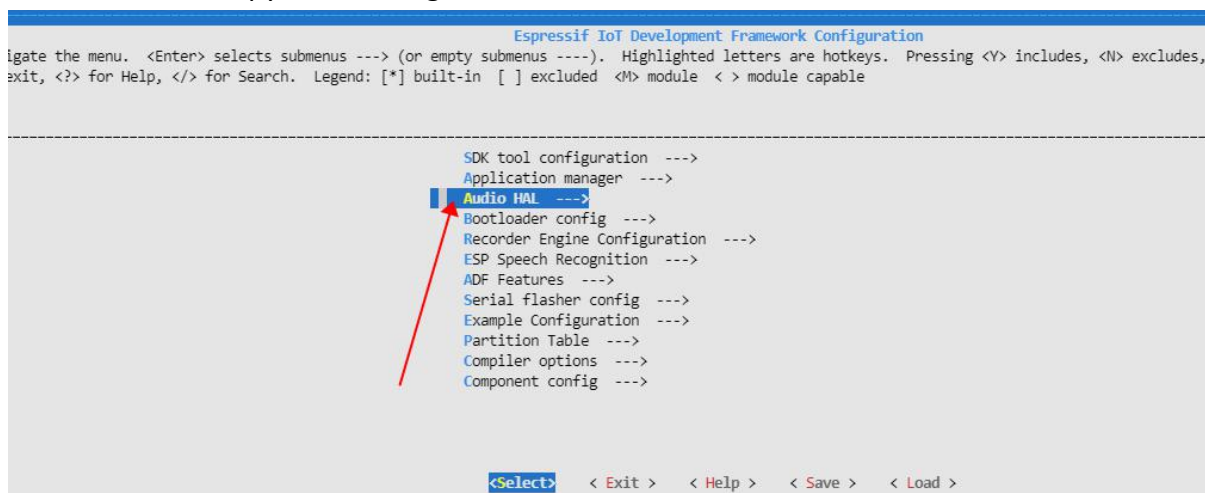 Espressif IoT Development Framework Configuration
igate the menu.  <Enter> selects submenus ---> (or empty submenus ----).  Highlighted letters are hotkeys.  Pressing <Y> includes, <N> excludes,
exit, <?> for Help, </> for Search.  Legend: [*] built-in  [ ] excluded  <M> module  < > module capable
SDK tool configuration  --->
Application manager  --->
Audio HAL  --->
Bootloader config  --->
Recorder Engine Configuration  --->
ESP Speech Recognition  --->
ADF Features  --->
Serial flasher config  --->
Example Configuration  --->
Partition Table  --->
Compiler options  --->
Component config  --->
<Select>    < Exit >    < Help >    < Save >    < Load >